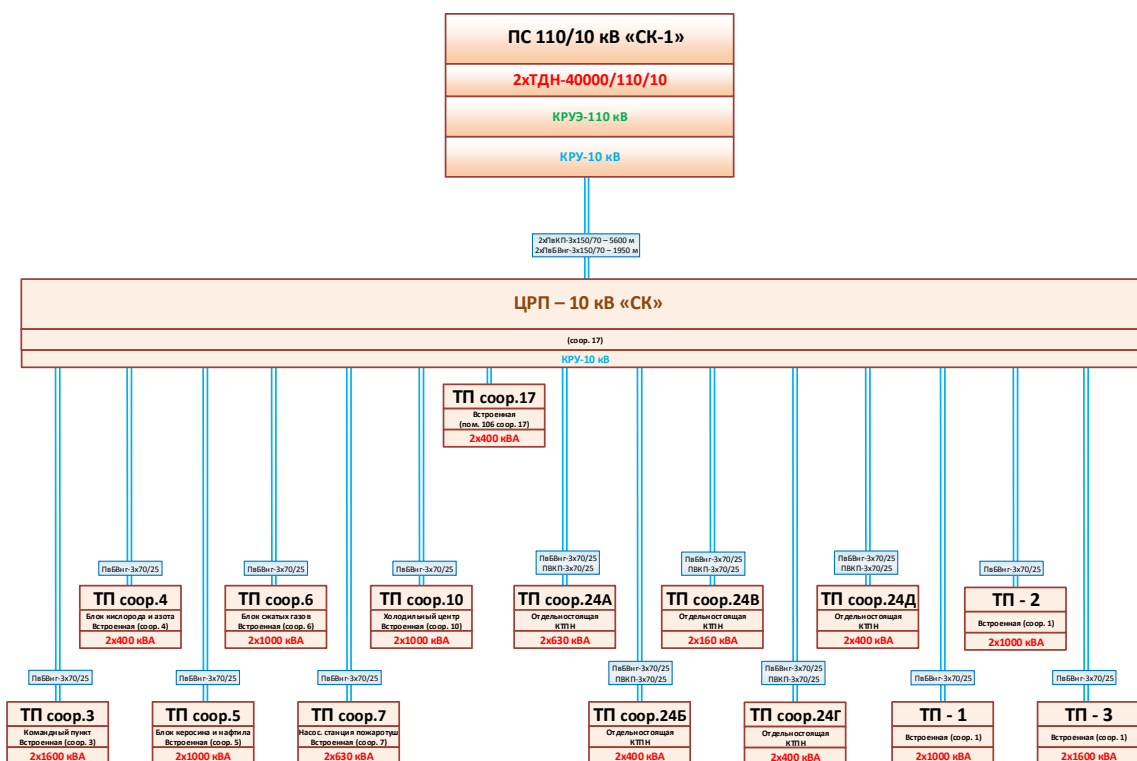 ПС 110/10 кВ «СК-1»
2хТДН-40000/110/10
КРУЭ-110 кВ
КРУ-10 кВ
2хПвКП-3х150/70 – 5600 м
2хПвБВнг-3х150/70 – 1950 м
ЦРП – 10 кВ «СК»
(соор. 17)
КРУ-10 кВ
ТП соор.17
Встроенная
(пом. 106 соор. 17)
2х400 кВА
ПвБВнг-3х70/25
ТП соор.4
Блок кислорода и азота
Встроенная (соор. 4)
2х400 кВА
ПвБВнг-3х70/25
ТП соор.6
Блок сжатых газов
Встроенная (соор. 6)
2х1000 кВА
ПвБВнг-3х70/25
ТП соор.10
Холодильный центр
Встроенная (соор. 10)
2х1000 кВА
ПвБВнг-3х70/25
ПВКП-3х70/25
ТП соор.24А
Отдельностоящая
КТПН
2х630 кВА
ПвБВнг-3х70/25
ПВКП-3х70/25
ТП соор.24В
Отдельностоящая
КТПН
2х160 кВА
ПвБВнг-3х70/25
ПВКП-3х70/25
ТП соор.24Д
Отдельностоящая
КТПН
2х400 кВА
ПвБВнг-3х70/25
ТП - 2
Встроенная (соор. 1)
2х1000 кВА
ПвБВнг-3х70/25
ТП соор.3
Командный пункт
Встроенная (соор. 3)
2х1600 кВА
ПвБВнг-3х70/25
ТП соор.5
Блок керосина и нафтила
Встроенная (соор. 5)
2х1000 кВА
ПвБВнг-3х70/25
ТП соор.7
Насос. станция пожаротуш
Встроенная (соор. 7)
2х630 кВА
ПвБВнг-3х70/25
ПВКП-3х70/25
ТП соор.24Б
Отдельностоящая
КТПН
2х400 кВА
ПвБВнг-3х70/25
ПВКП-3х70/25
ТП соор.24Г
Отдельностоящая
КТПН
2х400 кВА
ПвБВнг-3х70/25
ТП - 1
Встроенная (соор. 1)
2х1000 кВА
ПвБВнг-3х70/25
ТП - 3
Встроенная (соор. 1)
2х1600 кВА